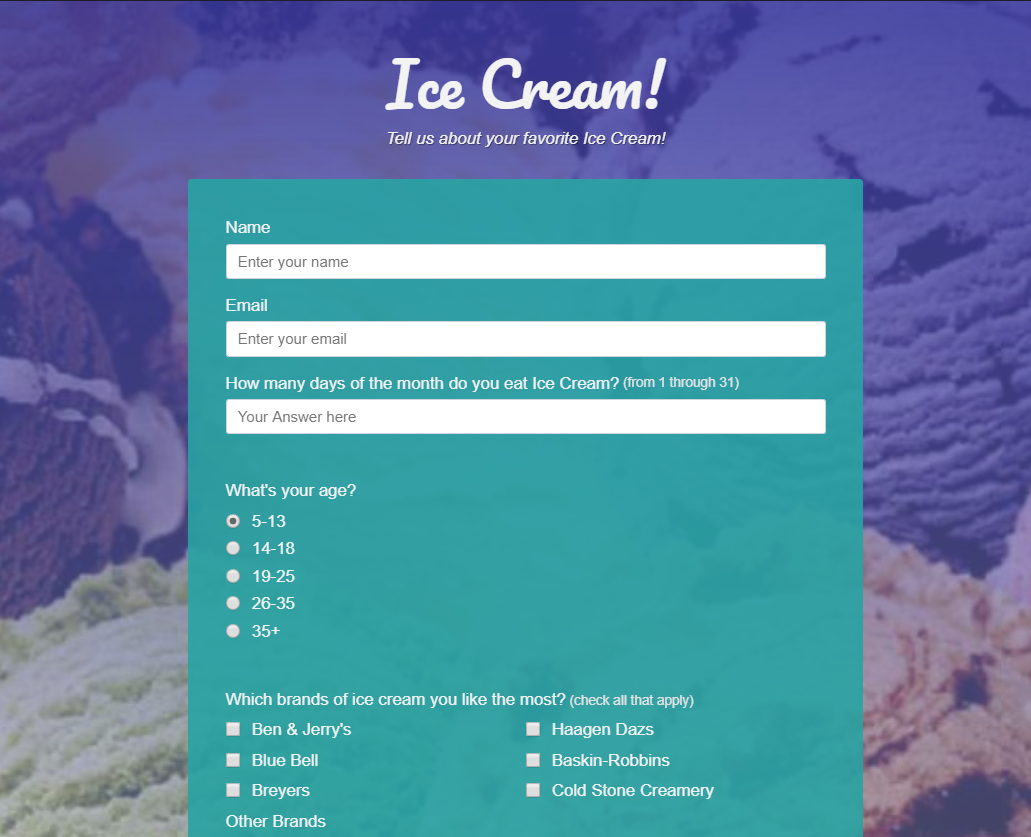 Ice Cream!
Tell us about your favorite Ice Cream!
Name
Enter your name
Email
Enter your email
How many days of the month do you eat Ice Cream? (from 1 through 31)
Your Answer here
What's your age?
5-13
14-18
19-25
26-35
35+
Which brands of ice cream you like the most? (check all that apply)
Ben & Jerry's
Haagen Dazs
Blue Bell
Baskin-Robbins
Breyers
Cold Stone Creamery
Other Brands